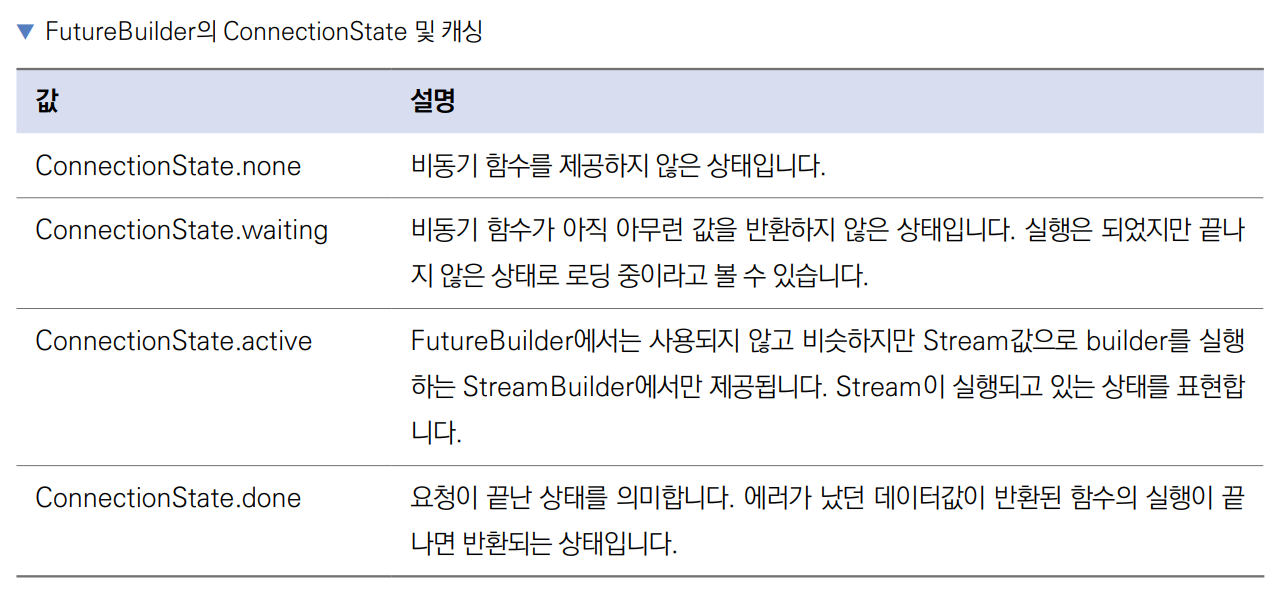 ▼ FutureBuilder의 ConnectionState 및 캐싱
값 설명
ConnectionState.none 비동기 함수를 제공하지 않은 상태입니다.
ConnectionState.waiting 비동기 함수가 아직 아무런 값을 반환하지 않은 상태입니다. 실행은 되었지만 끝나
지 않은 상태로 로딩 중이라고 볼 수 있습니다.
ConnectionState.active FutureBuilder에서는 사용되지 않고 비슷하지만 Stream값으로 builder를 실행
하는 StreamBuilder에서만 제공됩니다. Stream이 실행되고 있는 상태를 표현합
니다.
ConnectionState.done 요청이 끝난 상태를 의미합니다. 에러가 났던 데이터값이 반환된 함수의 실행이 끝
나면 반환되는 상태입니다.